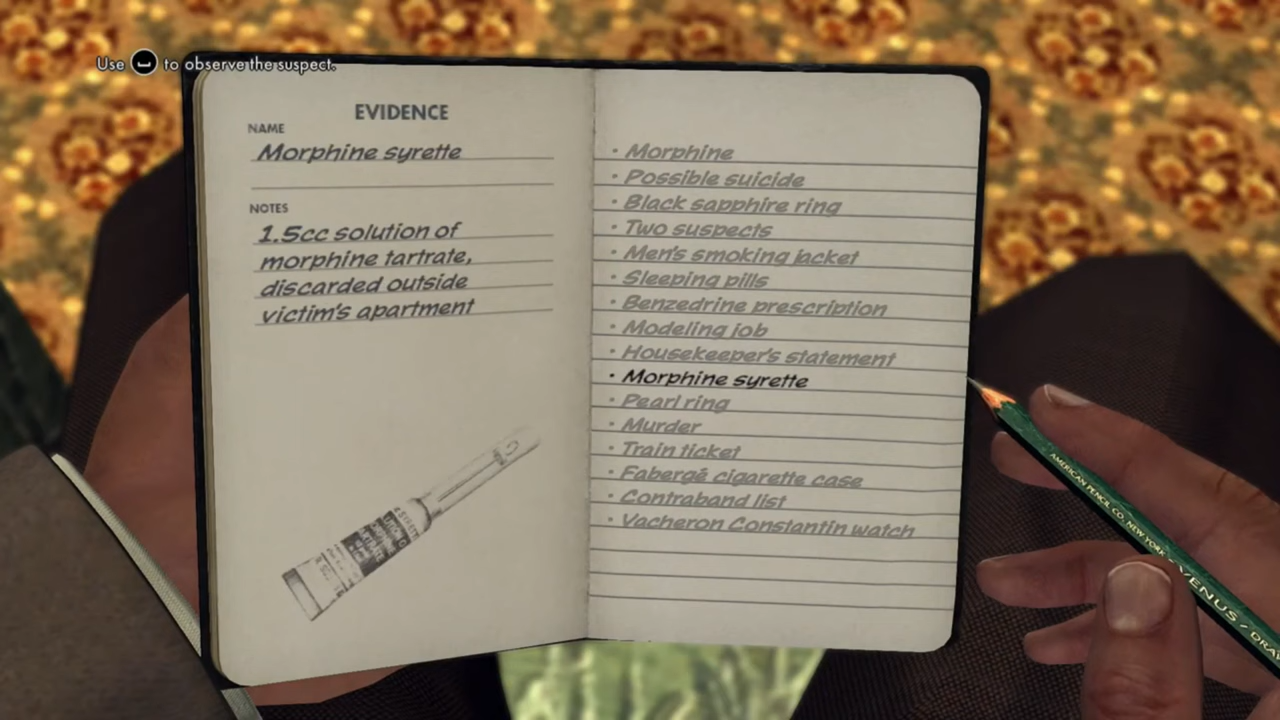 Use to observe the suspect.
EVIDENCE
NAME
Morphine syrette
NOTES
1.5cc solution of
morphine tartrate,
discarded outside
victim's apartment
• Morphine
• Possible suicide
• Black sapphire ring
• Two suspects
• Men's smoking jacket
• Sleeping pills
• Benzedrine prescription
• Modeling job
• Housekeeper's statement
• Morphine syrette
• Pearl ring
• Murder
• Train ticket
• Fabergé cigarette case
• Contraband list
• Vacheron Constantin watch
AMERICAN PENCIL CO. NEW YORK VENUS / DRA